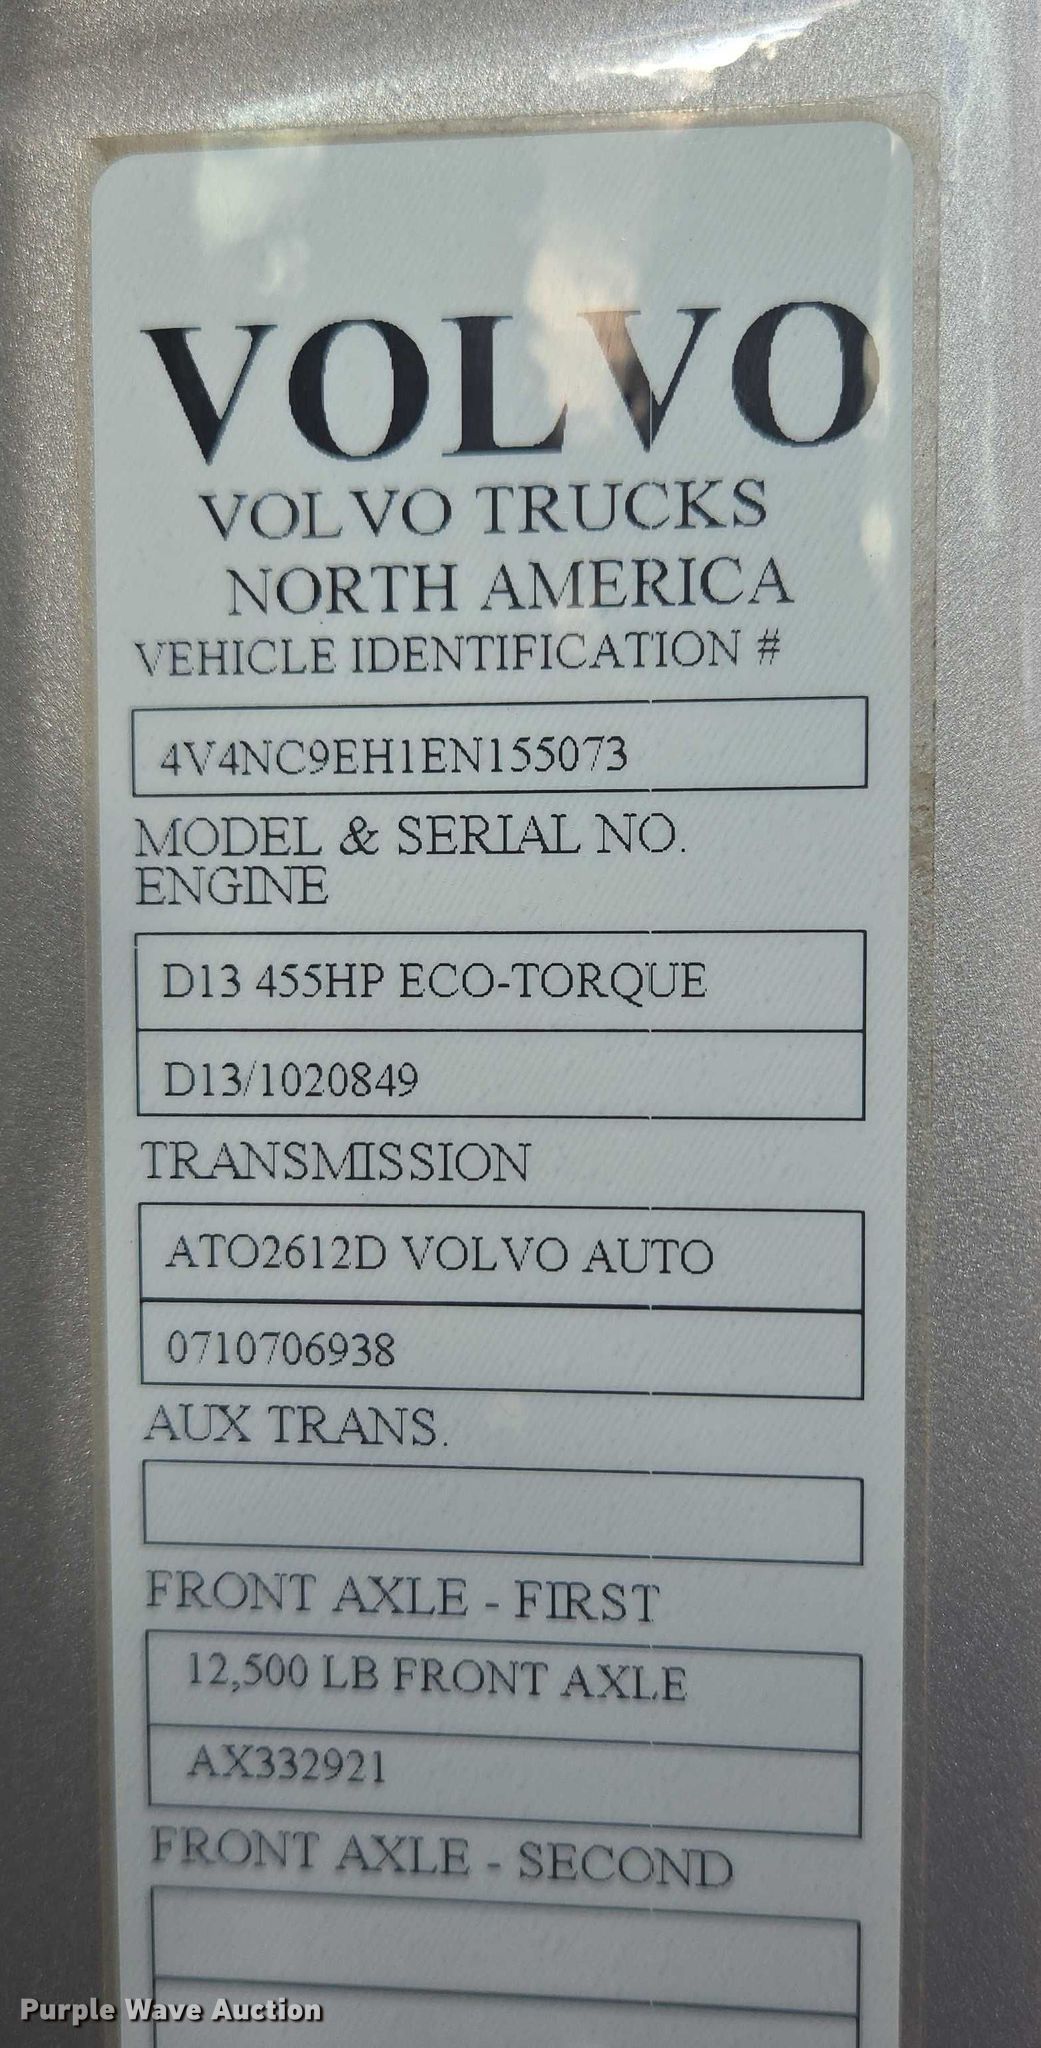 VOLVO
VOLVO TRUCKS
NORTH AMERICA
VEHICLE IDENTIFICATION #
4V4NC9EH1EN155073
MODEL & SERIAL NO.
ENGINE
D13 455HP ECO-TORQUE
D13/1020849
TRANSMISSION
ATO2612D VOLVO AUTO
0710706938
AUX TRANS.
FRONT AXLE - FIRST
12,500 LB FRONT AXLE
AX332921
FRONT AXLE - SECOND
Purple Wave Auction